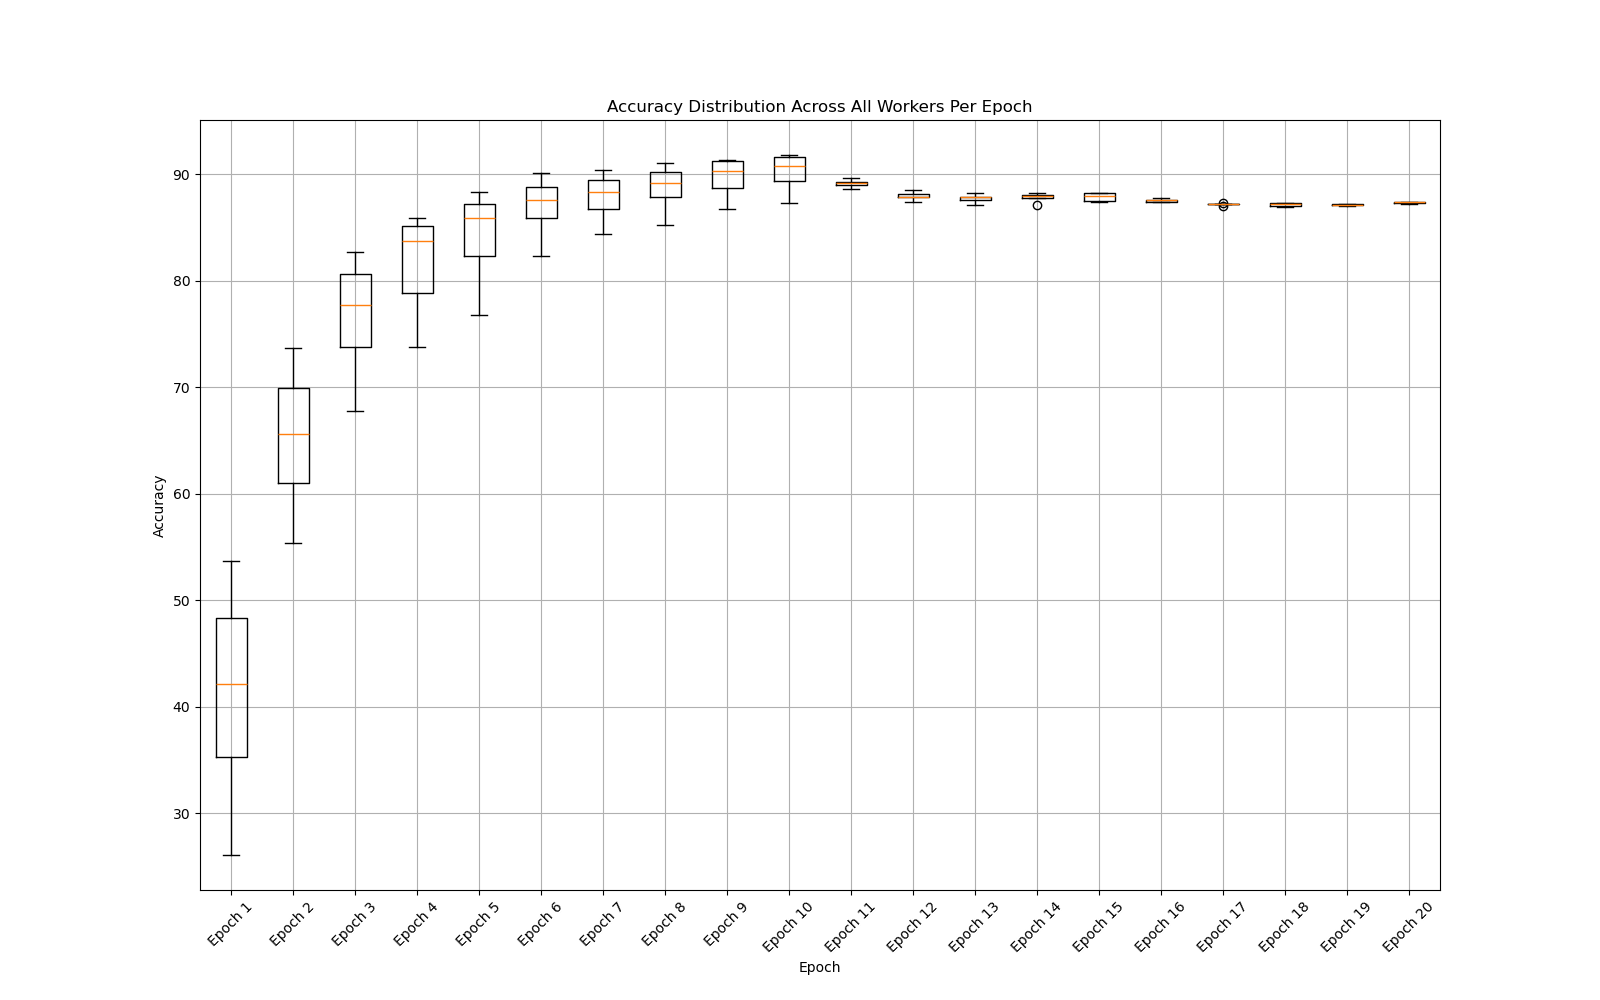 Accuracy Distribution Across All Workers Per Epoch
90
80
70
60
50
40
30
Accuracy
Epoch 1
Epoch 2
Epoch 3
Epoch 4
Epoch 5
Epoch 6
Epoch 7
Epoch 8
Epoch 9
Epoch 10
Epoch 11
Epoch 12
Epoch 13
Epoch 14
Epoch 15
Epoch 16
Epoch 17
Epoch 18
Epoch 19
Epoch 20
Epoch